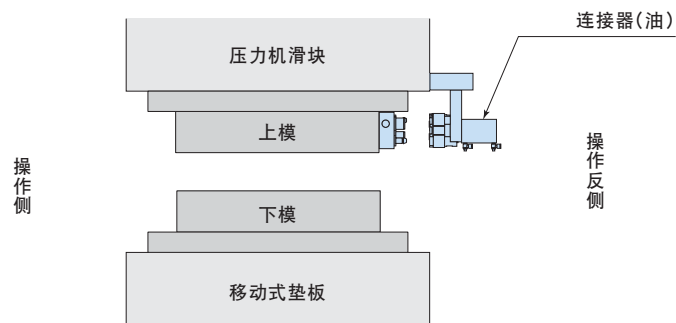 连接器(油)
压力机滑块
上模
操作侧
操作反侧
下模
移动式垫板